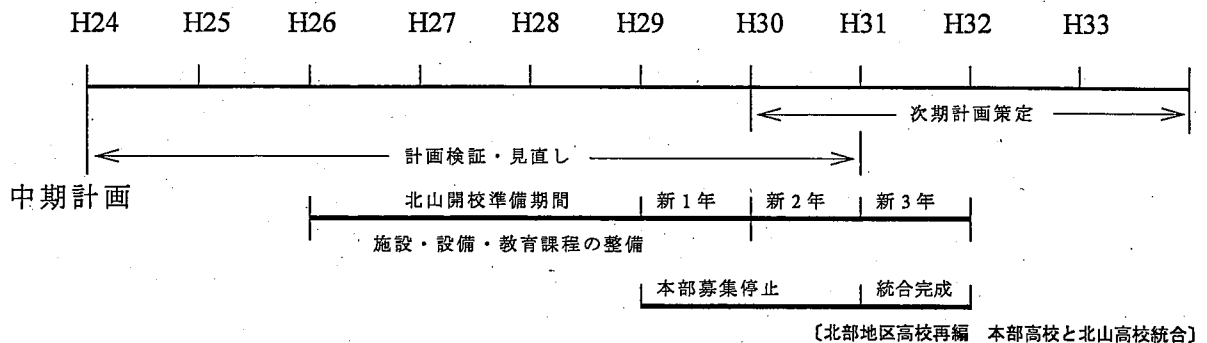 H24 H25 H26 H27 H28 H29 H30 H31 H32 H33
次期計画策定
計画検証・見直し
中期計画
北山開校準備期間 新1年 新2年 新3年
施設・設備・教育課程の整備
本部募集停止 統合完成
〔北部地区高校再編 本部高校と北山高校統合〕